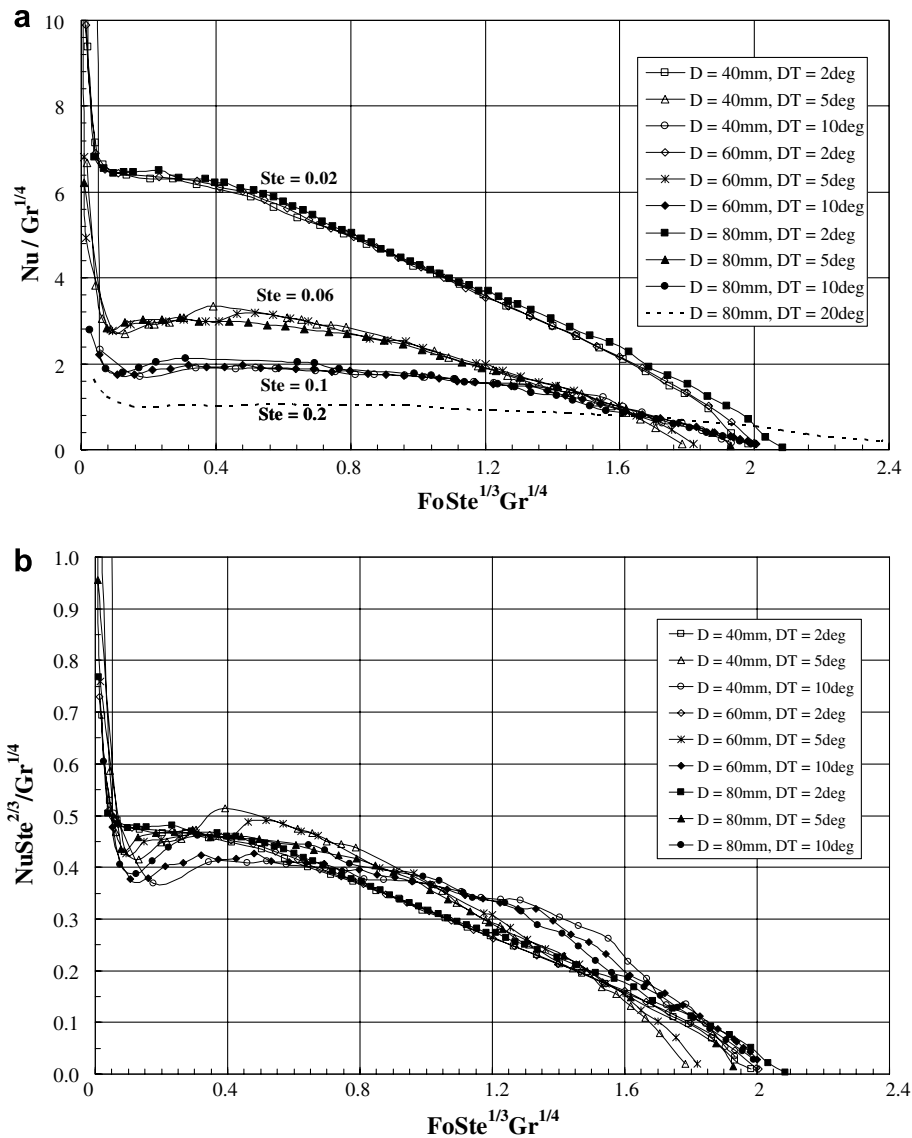 a
10
8
6
4
2
0
Nu / Gr^1/4
Ste = 0.02
Ste = 0.06
Ste = 0.1
Ste = 0.2
D = 40mm, DT = 2deg
D = 40mm, DT = 5deg
D = 40mm, DT = 10deg
D = 60mm, DT = 2deg
D = 60mm, DT = 5deg
D = 60mm, DT = 10deg
D = 80mm, DT = 2deg
D = 80mm, DT = 5deg
D = 80mm, DT = 10deg
D = 80mm, DT = 20deg
0 0.4 0.8 1.2 1.6 2 2.4
FoSte^1/3Gr^1/4
b
1.0
0.9
0.8
0.7
0.6
0.5
0.4
0.3
0.2
0.1
0.0
NuSte^2/3/Gr^1/4
D = 40mm, DT = 2deg
D = 40mm, DT = 5deg
D = 40mm, DT = 10deg
D = 60mm, DT = 2deg
D = 60mm, DT = 5deg
D = 60mm, DT = 10deg
D = 80mm, DT = 2deg
D = 80mm, DT = 5deg
D = 80mm, DT = 10deg
0 0.4 0.8 1.2 1.6 2 2.4
FoSte^1/3Gr^1/4